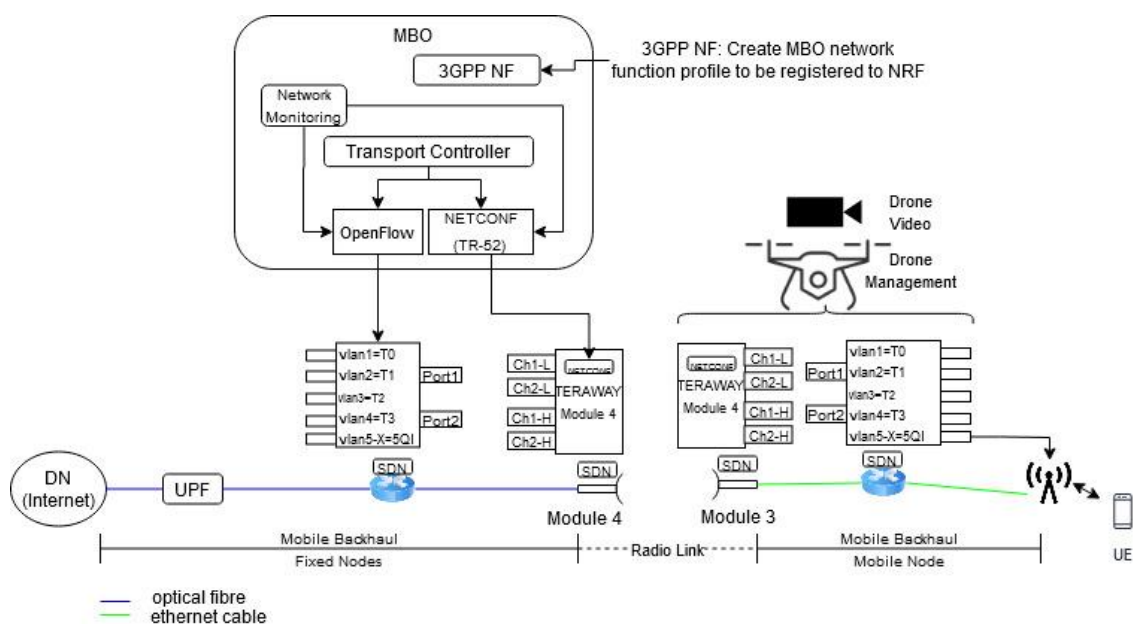 MBO
3GPP NF
3GPP NF: Create MBO network
function profile to be registered to NRF
Network
Monitoring
Transport Controller
OpenFlow
NETCONF
(TR-52)
Drone
Video
Drone
Management
vlan1=T0
vlan2=T1
vlan3=T2
vlan4=T3
vlan5-X=5QI
Port1
Port2
Ch1-L
Ch2-L
Ch1-H
Ch2-H
NETCONF
TERAWAY
Module 4
NETCONF
TERAWAY
Module 4
Ch1-L
Ch2-L
Ch1-H
Ch2-H
Port1
Port2
vlan1=T0
vlan2=T1
vlan3=T2
vlan4=T3
vlan5-X=5QI
DN
(Internet)
UPF
SDN
SDN
SDN
SDN
Module 4
Module 3
UE
Mobile Backhaul
Fixed Nodes
Radio Link
Mobile Backhaul
Mobile Node
optical fibre
ethernet cable